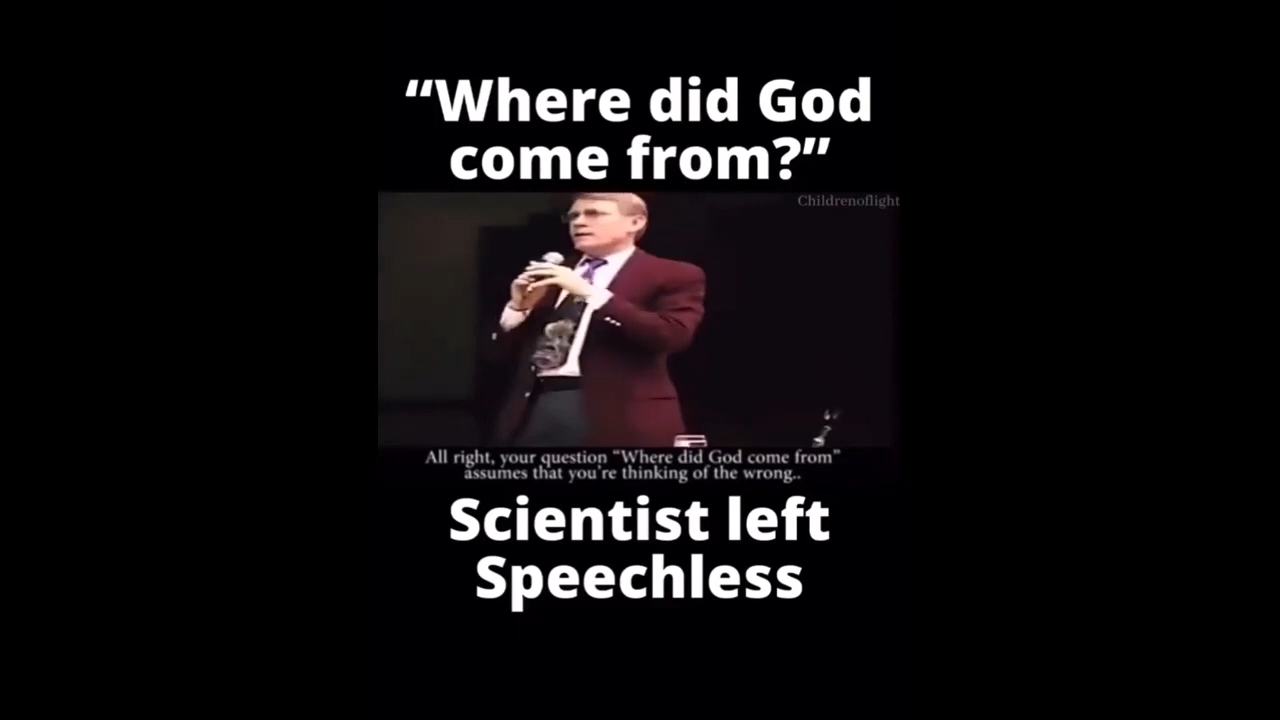 “Where did God
come from?”
Childrenoflight
All right, your question “Where did God come from”
assumes that you're thinking of the wrong..
Scientist left
Speechless